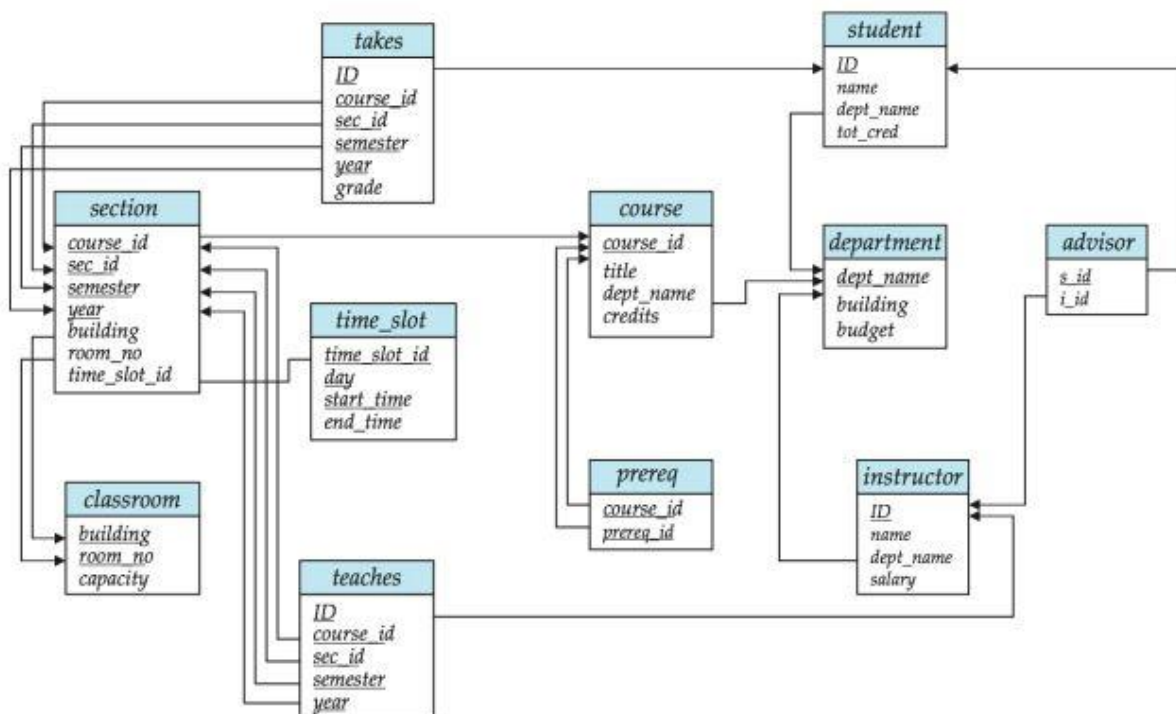 takes
ID
course_id
sec_id
semester
year
grade
student
ID
name
dept_name
tot_cred
section
course_id
sec_id
semester
year
building
room_no
time_slot_id
course
course_id
title
dept_name
credits
department
dept_name
building
budget
advisor
s_id
i_id
time_slot
time_slot_id
day
start_time
end_time
classroom
building
room_no
capacity
prereq
course_id
prereq_id
instructor
ID
name
dept_name
salary
teaches
ID
course_id
sec_id
semester
year